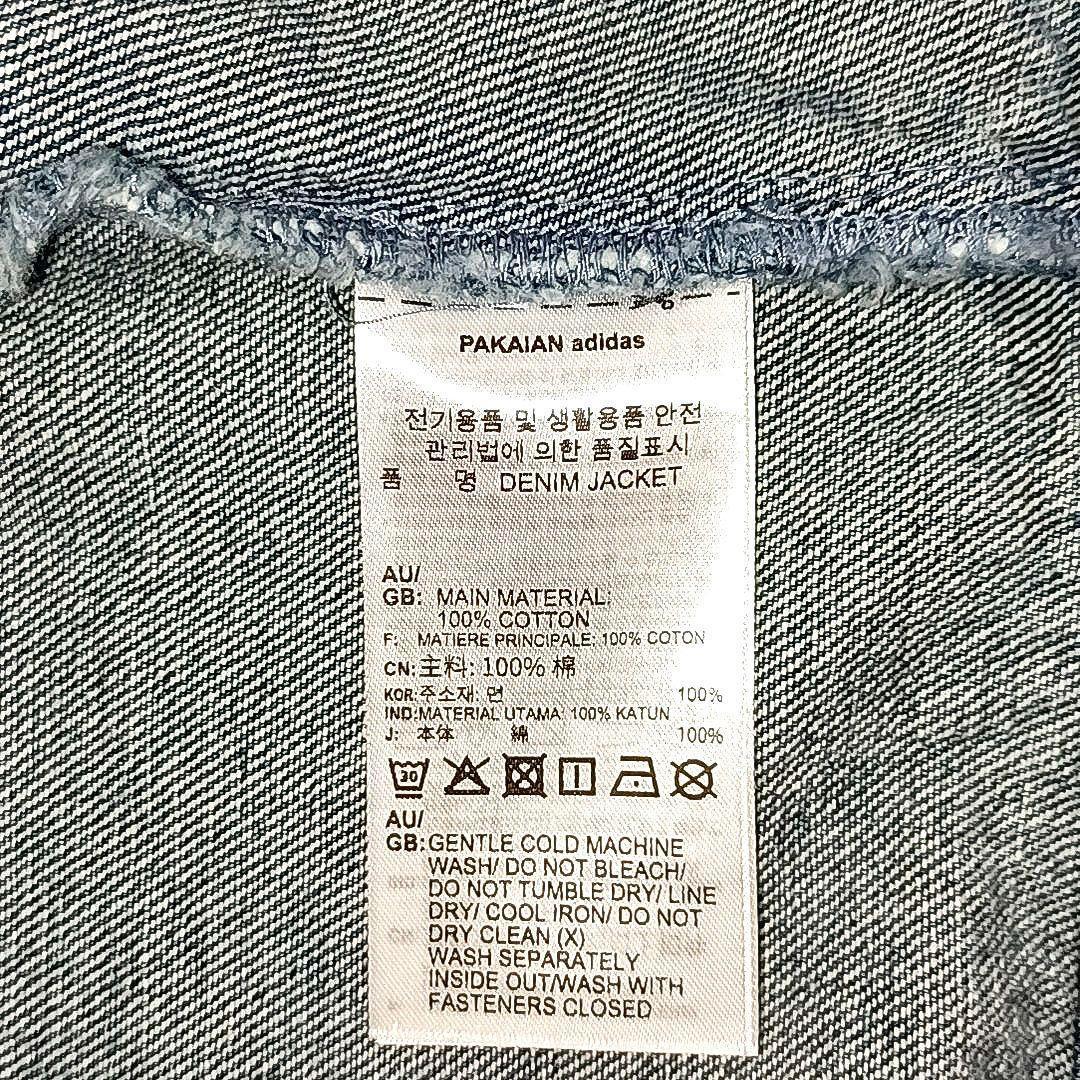 PAKAIAN adidas
전기용품 및 생활용품 안전
관리법에 의한 품질표시
품 명 DENIM JACKET
AU/
GB: MAIN MATERIAL:
100% COTTON
F: MATIERE PRINCIPALE: 100% COTON
CN: 主料: 100% 棉
KOR: 주소재: 면 100%
IND: MATERIAL UTAMA: 100% KATUN
J: 本体 綿 100%
30
AU/
GB: GENTLE COLD MACHINE
WASH/ DO NOT BLEACH/
DO NOT TUMBLE DRY/ LINE
DRY/ COOL IRON/ DO NOT
DRY CLEAN (X)
WASH SEPARATELY
INSIDE OUT/WASH WITH
FASTENERS CLOSED